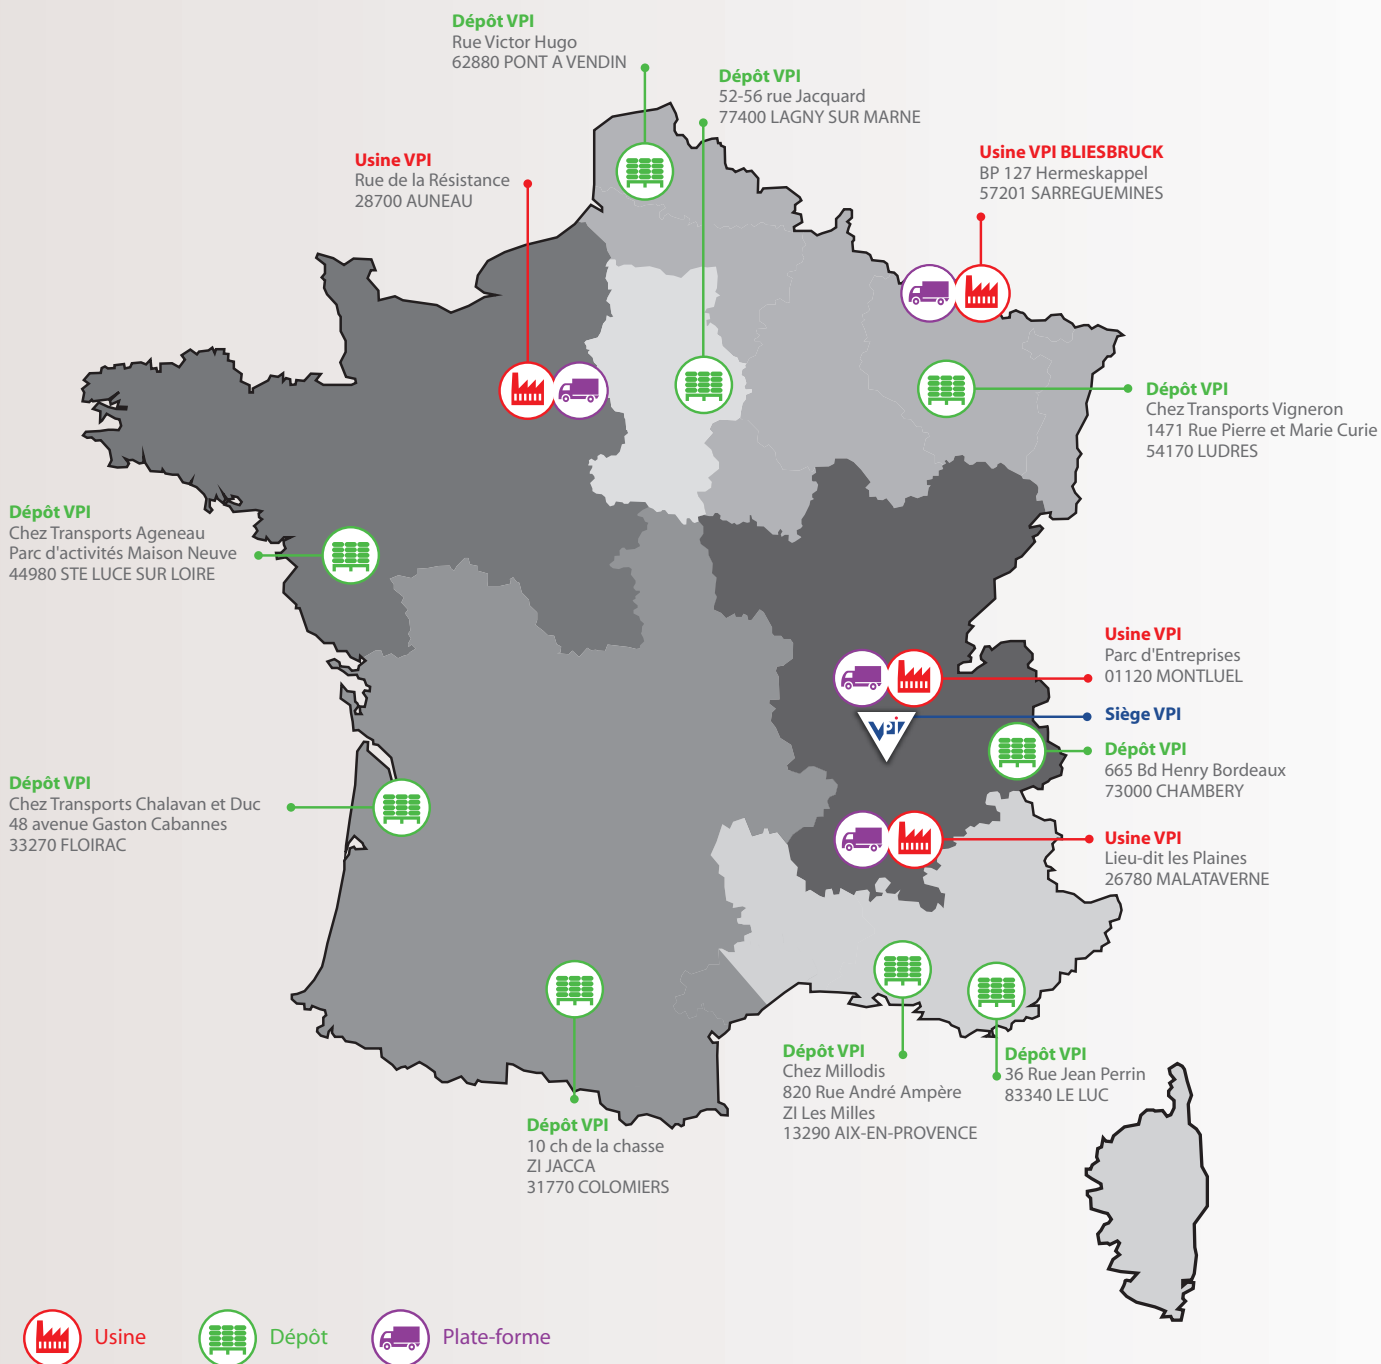 Dépôt VPI
Rue Victor Hugo
62880 PONT A VENDIN
Dépôt VPI
52-56 rue Jacquard
77400 LAGNY SUR MARNE
Usine VPI
Rue de la Résistance
28700 AUNEAU
Usine VPI BLIESBRUCK
BP 127 Hermeskappel
57201 SARREGUEMINES
Dépôt VPI
Chez Transports Vigneron
1471 Rue Pierre et Marie Curie
54170 LUDRES
Dépôt VPI
Chez Transports Ageneau
Parc d'activités Maison Neuve
44980 STE LUCE SUR LOIRE
Usine VPI
Parc d'Entreprises
01120 MONTLUEL
Siège VPI
VPI
Dépôt VPI
665 Bd Henry Bordeaux
73000 CHAMBERY
Dépôt VPI
Chez Transports Chalavan et Duc
48 avenue Gaston Cabannes
33270 FLOIRAC
Usine VPI
Lieu-dit les Plaines
26780 MALATAVERNE
Dépôt VPI
Chez Millodis
820 Rue André Ampère
ZI Les Milles
13290 AIX-EN-PROVENCE
Dépôt VPI
36 Rue Jean Perrin
83340 LE LUC
Dépôt VPI
10 ch de la chasse
ZI JACCA
31770 COLOMIERS
Usine
Dépôt
Plate-forme